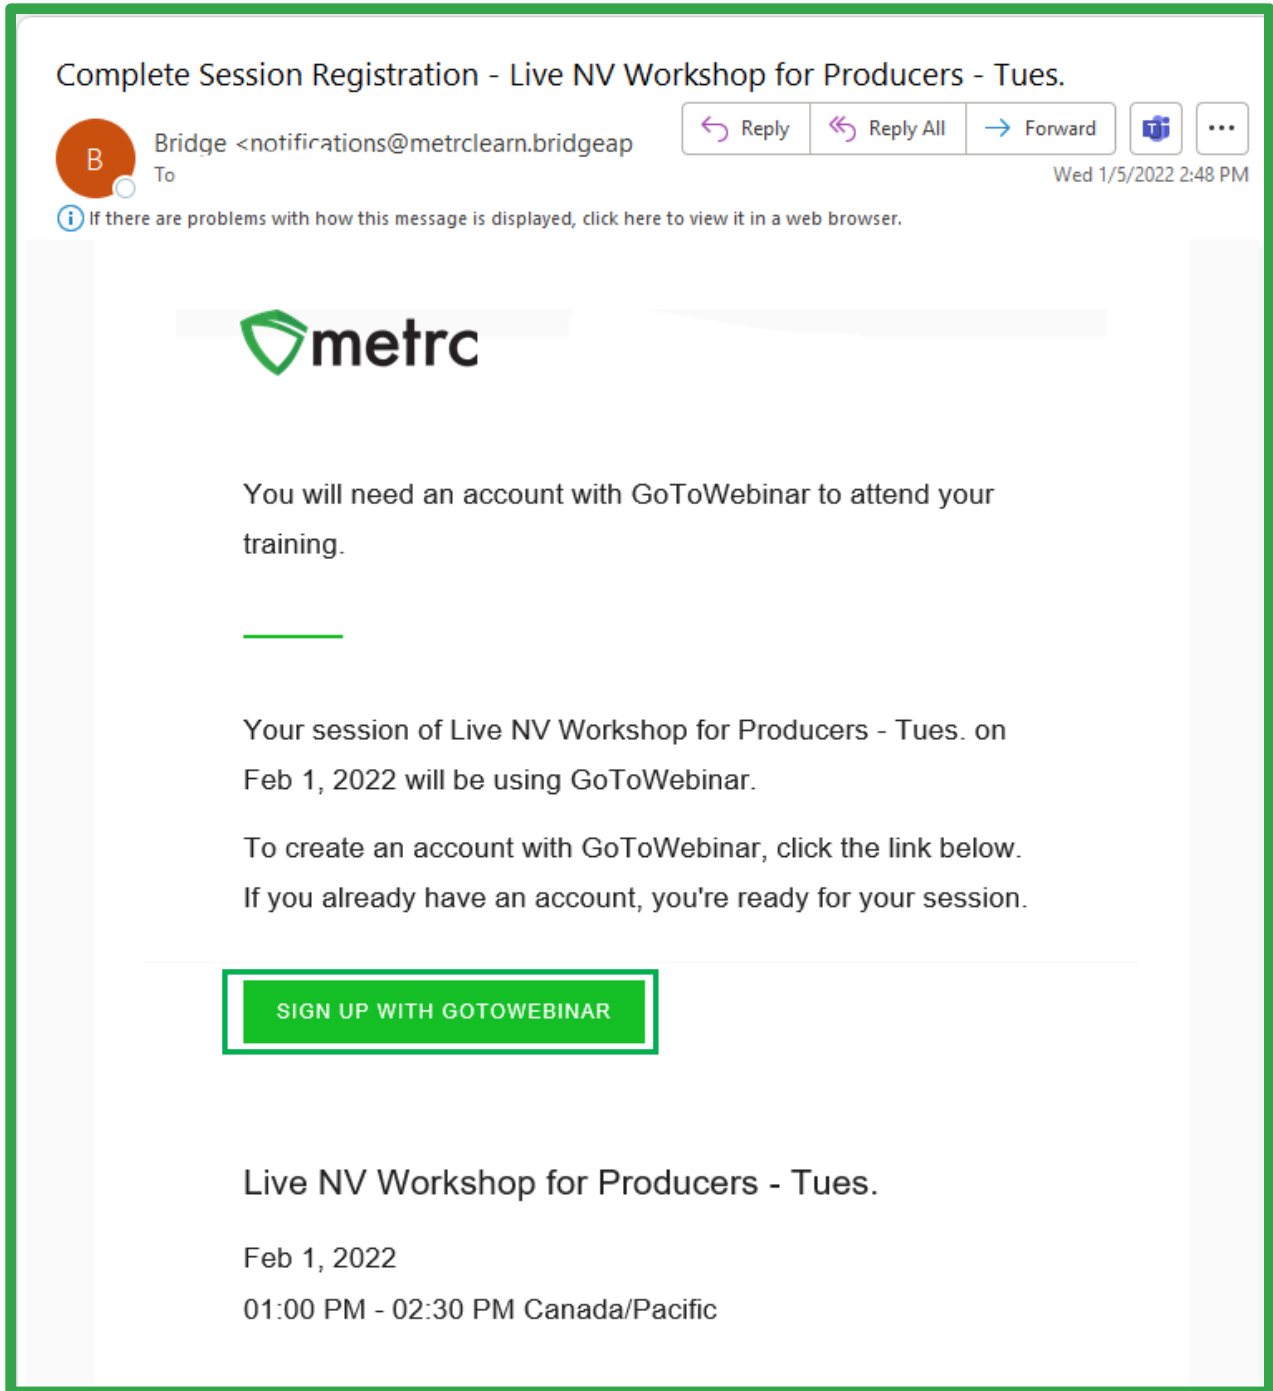 Complete Session Registration - Live NV Workshop for Producers - Tues.
B
Bridge <notifications@metrclearn.bridgeap
Reply
Reply All
Forward
To
Wed 1/5/2022 2:48 PM
If there are problems with how this message is displayed, click here to view it in a web browser.
metrc
You will need an account with GoToWebinar to attend your
training.
Your session of Live NV Workshop for Producers - Tues. on
Feb 1, 2022 will be using GoToWebinar.
To create an account with GoToWebinar, click the link below.
If you already have an account, you're ready for your session.
SIGN UP WITH GOTOWEBINAR
Live NV Workshop for Producers - Tues.
Feb 1, 2022
01:00 PM - 02:30 PM Canada/Pacific